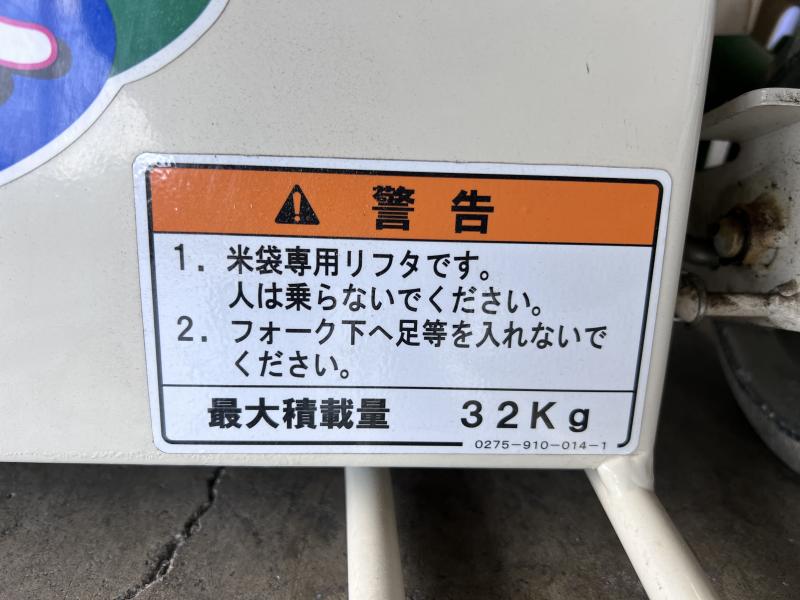 警告
1. 米袋専用リフタです。
人は乗らないでください。
2. フォーク下へ足等を入れないで
ください。
最大積載量 32Kg
0275-910-014-1